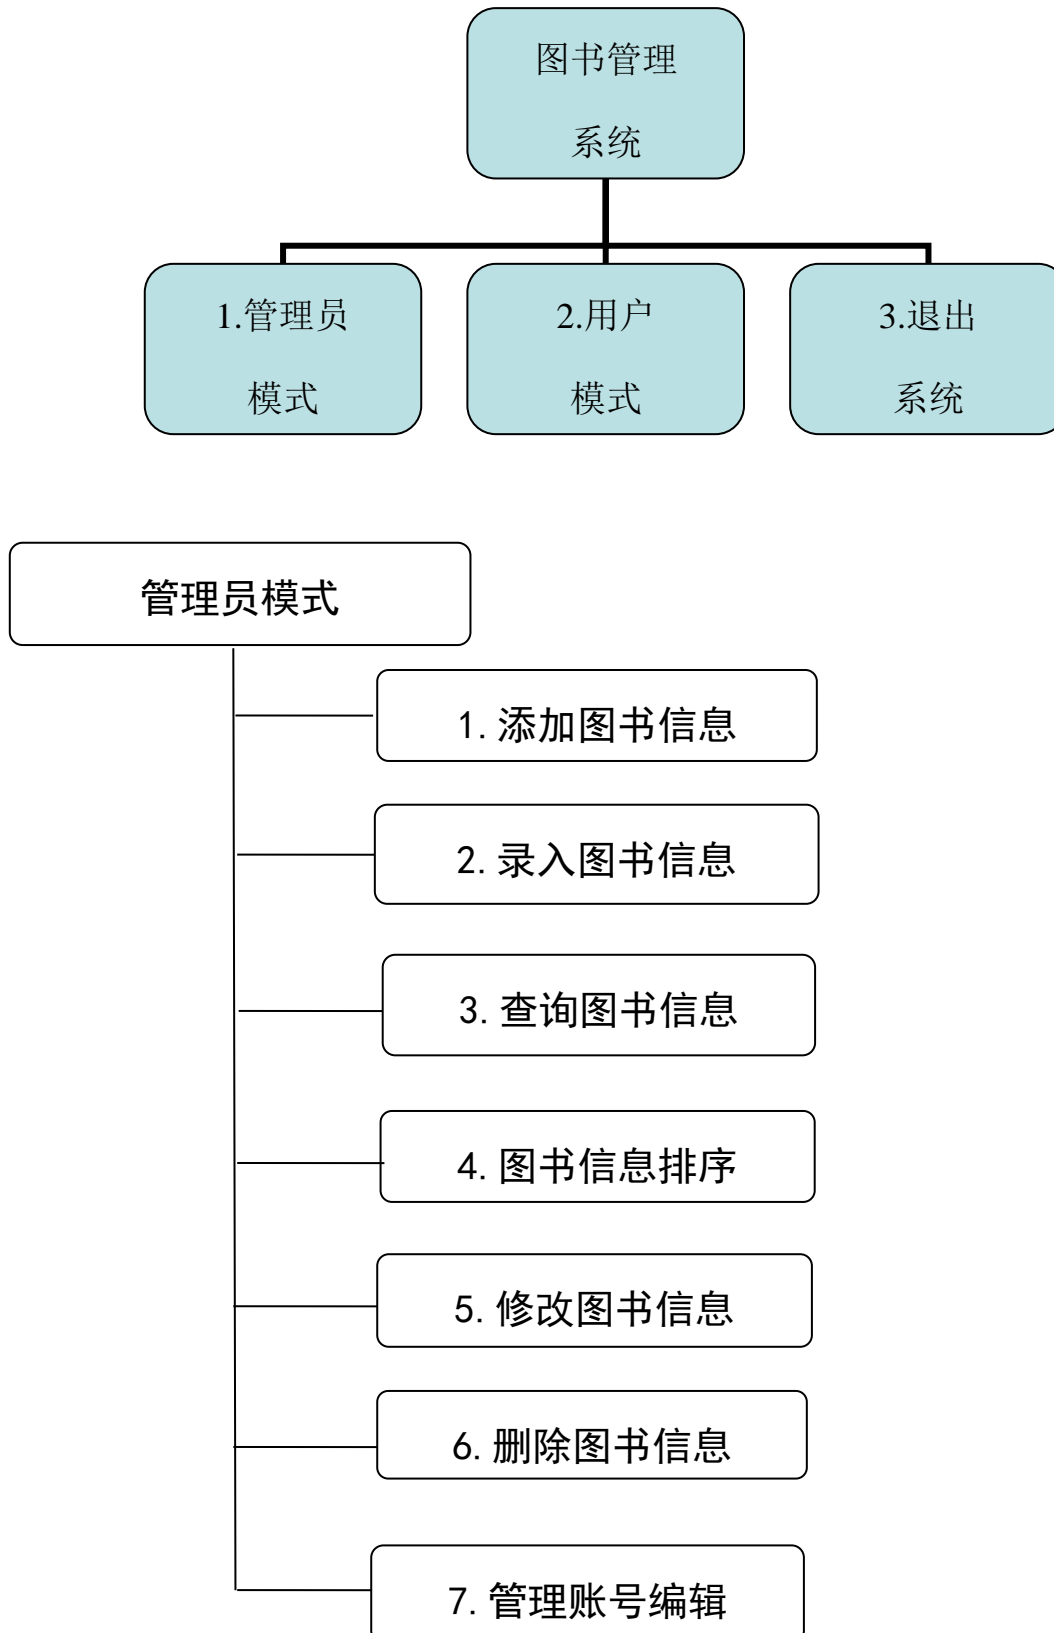 图书管理
系统
1.管理员
模式
2.用户
模式
3.退出
系统
管理员模式
1.添加图书信息
2.录入图书信息
3.查询图书信息
4.图书信息排序
5.修改图书信息
6.删除图书信息
7.管理账号编辑